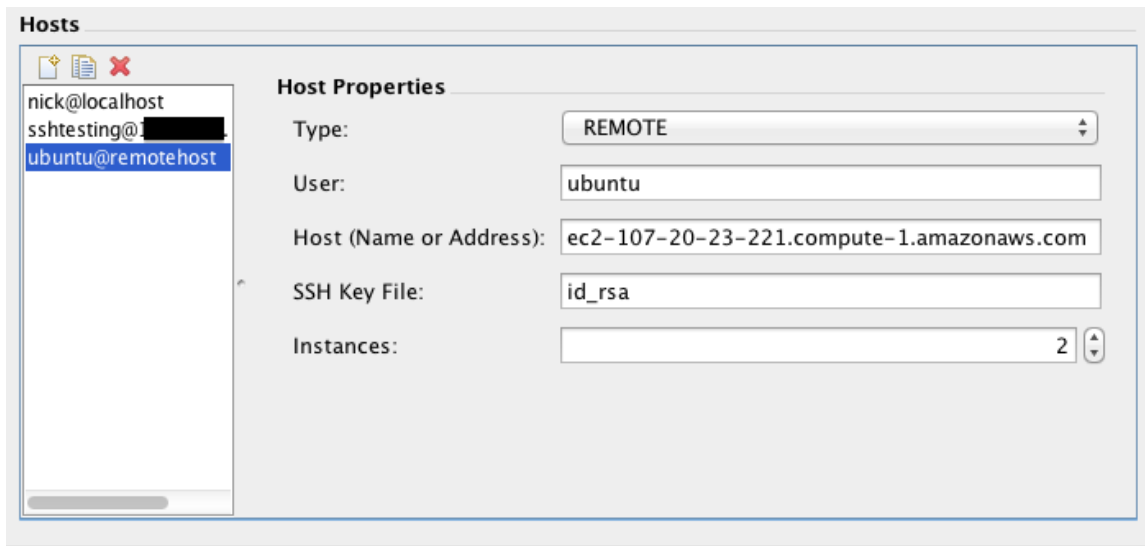 Hosts
nick@localhost
sshtesting@
ubuntu@remotehost
Host Properties
Type: REMOTE
User: ubuntu
Host (Name or Address): ec2-107-20-23-221.compute-1.amazonaws.com
SSH Key File: id_rsa
Instances: 2